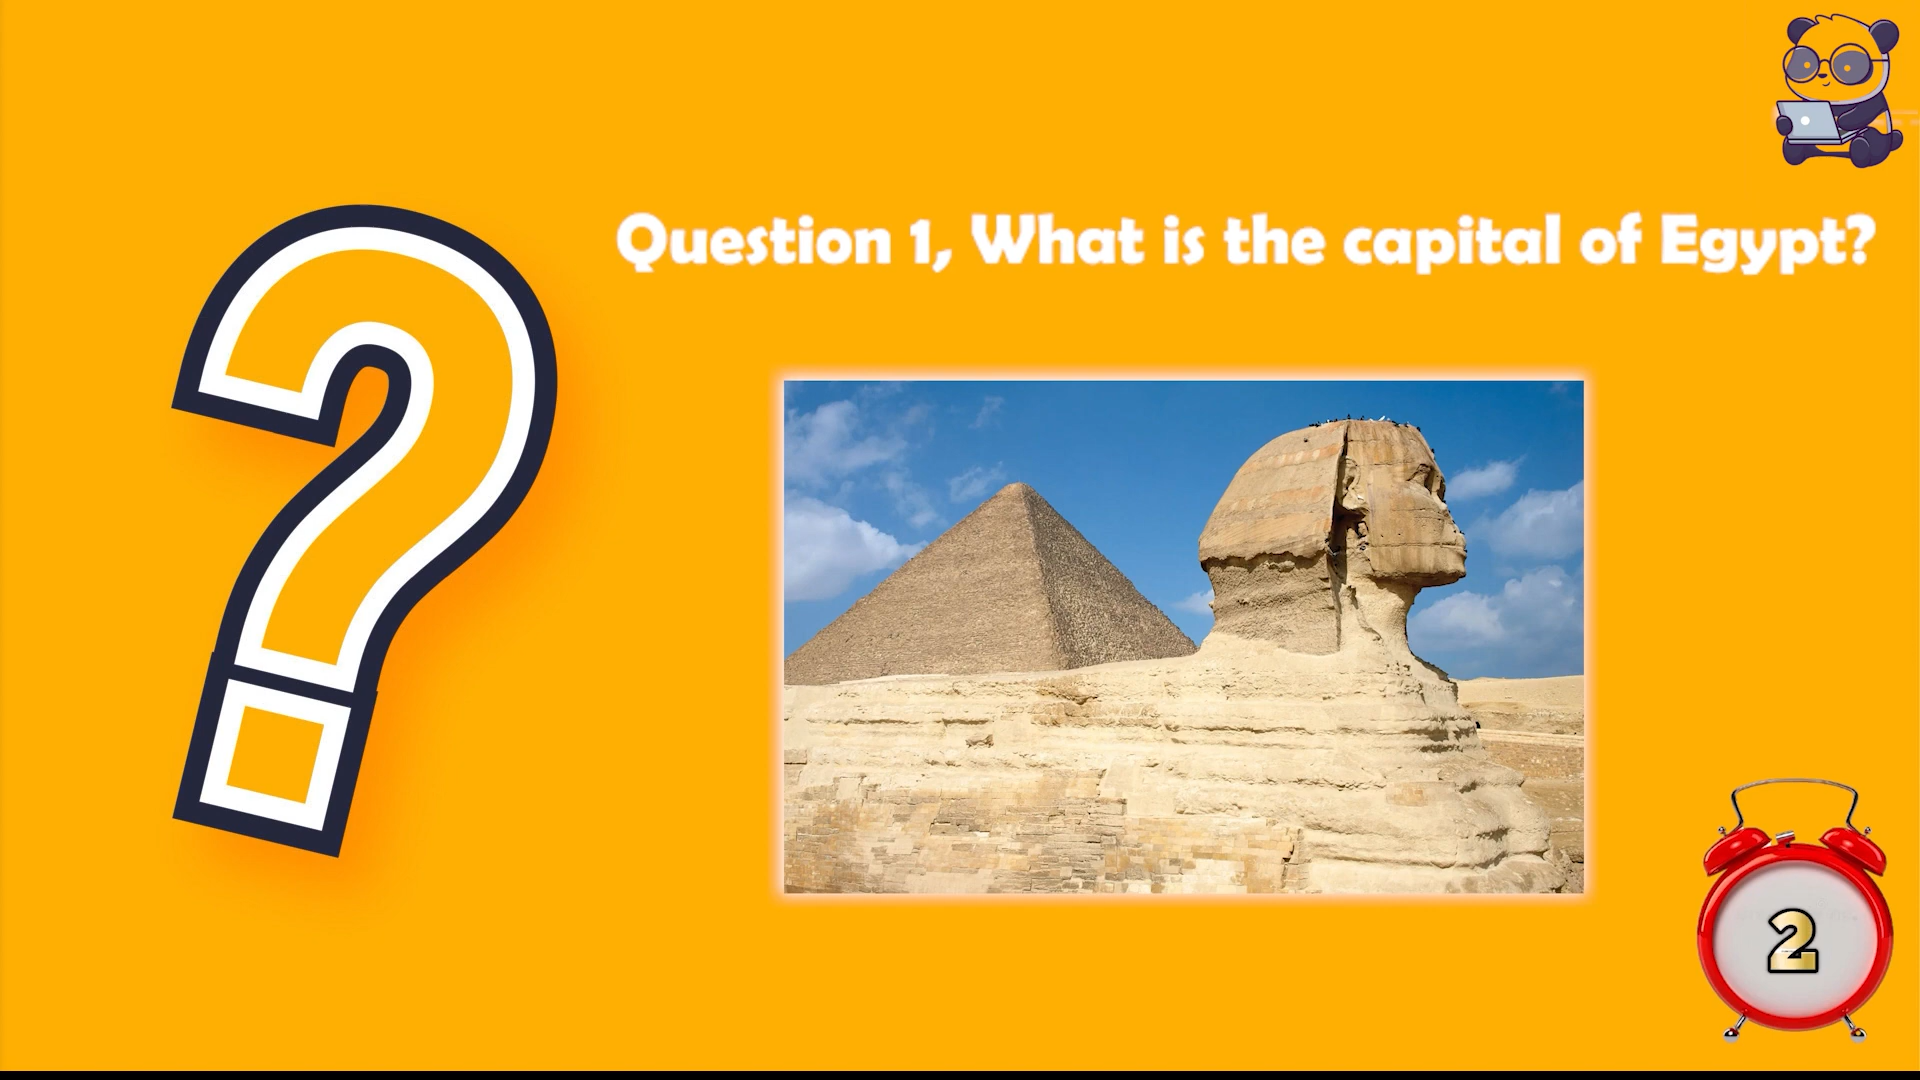 Question 1, What is the capital of Egypt?
2